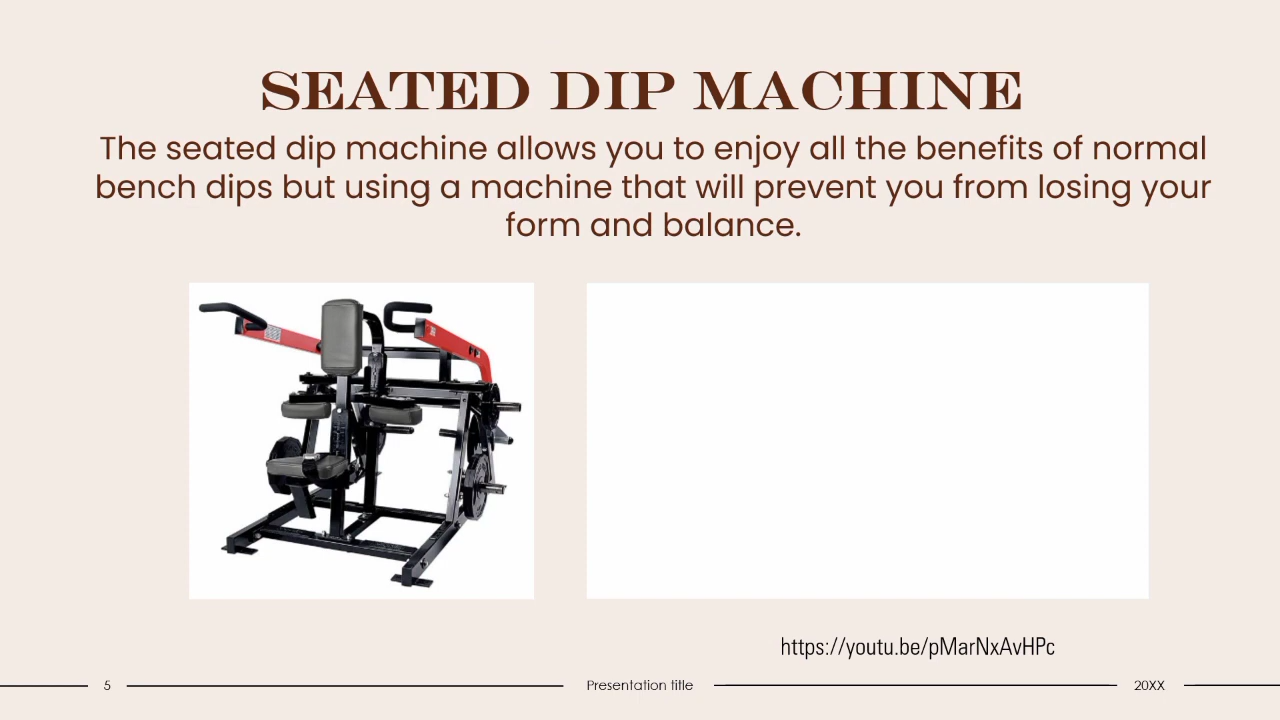 SEATED DIP MACHINE
The seated dip machine allows you to enjoy all the benefits of normal
bench dips but using a machine that will prevent you from losing your
form and balance.
https://youtu.be/pMarNxAvHPc
5
Presentation title
20XX